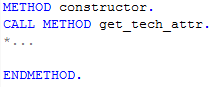 METHOD constructor.
CALL METHOD get_tech_attr.
*...
ENDMETHOD.